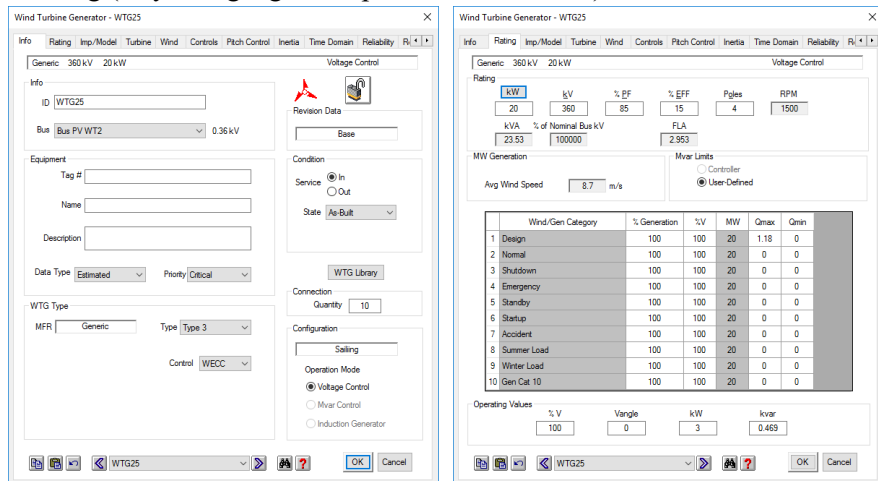 Wind Turbine Generator - WTG25
Info Rating Imp/Model Turbine Wind Controls Pitch Control Inertia Time Domain Reliability
Generic 360 kV 20 kW Voltage Control
Info
ID WTG25
Bus Bus PV WT2 0.36 kV
Revision Data
Base
Equipment
Tag #
Name
Description
Data Type Estimated Priority Critical
Condition
Service In
Out
State As-Built
WTG Library
Connection
Quantity 10
WTG Type
MFR Generic Type Type 3
Control WECC
Configuration
Sailing
Operation Mode
Voltage Control
Mvar Control
Induction Generator
WTG25 ? OK Cancel
Wind Turbine Generator - WTG25
Info Rating Imp/Model Turbine Wind Controls Pitch Control Inertia Time Domain Reliability
Generic 360 kV 20 kW Voltage Control
Rating
kW kV % PF % EFF Poles RPM
20 360 85 15 4 1500
kVA % of Nominal Bus kV FLA
23.53 100000 2.953
MW Generation
Avg Wind Speed 8.7 m/s
Mvar Limits
Controller
User-Defined
Wind/Gen Category % Generation %V MW Qmax Qmin
1 Design 100 100 20 1.18 0
2 Normal 100 100 20 0 0
3 Shutdown 100 100 20 0 0
4 Emergency 100 100 20 0 0
5 Standby 100 100 20 0 0
6 Startup 100 100 20 0 0
7 Accident 100 100 20 0 0
8 Summer Load 100 100 20 0 0
9 Winter Load 100 100 20 0 0
10 Gen Cat 10 100 100 20 0 0
Operating Values
% V Vangle kW kvar
100 0 3 0.469
WTG25 ? OK Cancel